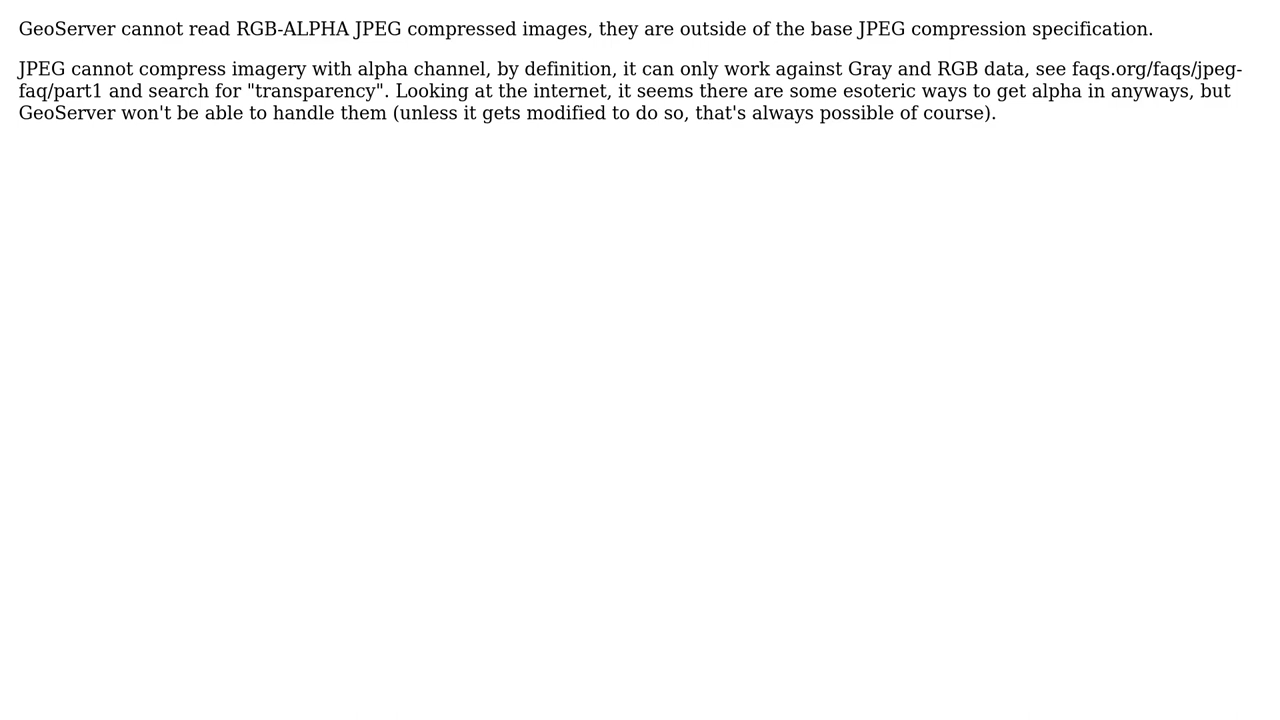 GeoServer cannot read RGB-ALPHA JPEG compressed images, they are outside of the base JPEG compression specification.
JPEG cannot compress imagery with alpha channel, by definition, it can only work against Gray and RGB data, see faqs.org/faqs/jpeg-
faq/part1 and search for "transparency". Looking at the internet, it seems there are some esoteric ways to get alpha in anyways, but
GeoServer won't be able to handle them (unless it gets modified to do so, that's always possible of course).